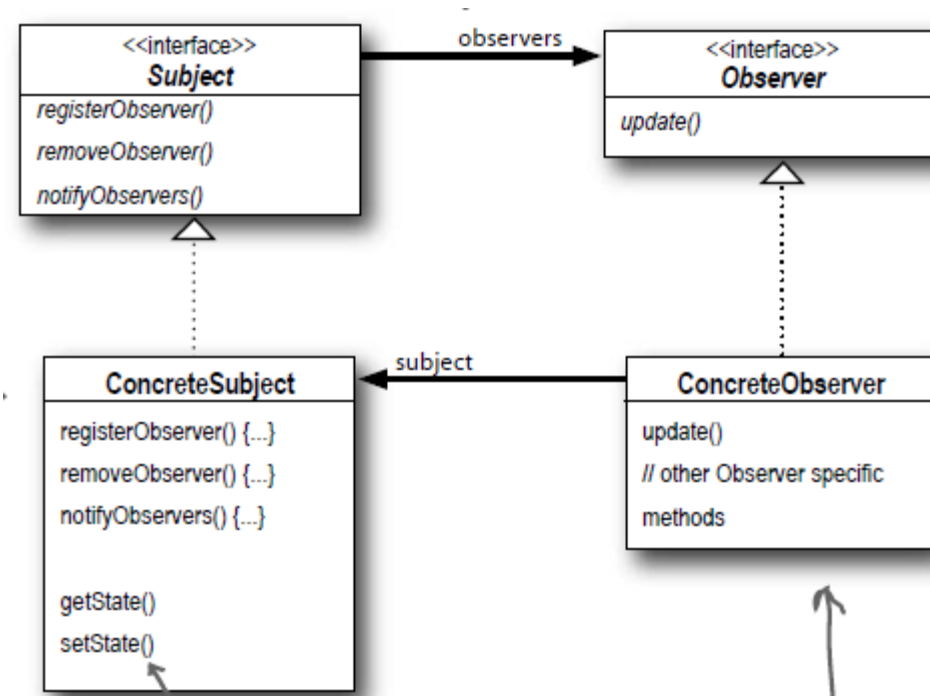 observers
<<interface>>
Subject
registerObserver()
removeObserver()
notifyObservers()
<<interface>>
Observer
update()
subject
ConcreteSubject
registerObserver() {...}
removeObserver() {...}
notifyObservers() {...}
getState()
setState()
ConcreteObserver
update()
// other Observer specific
methods